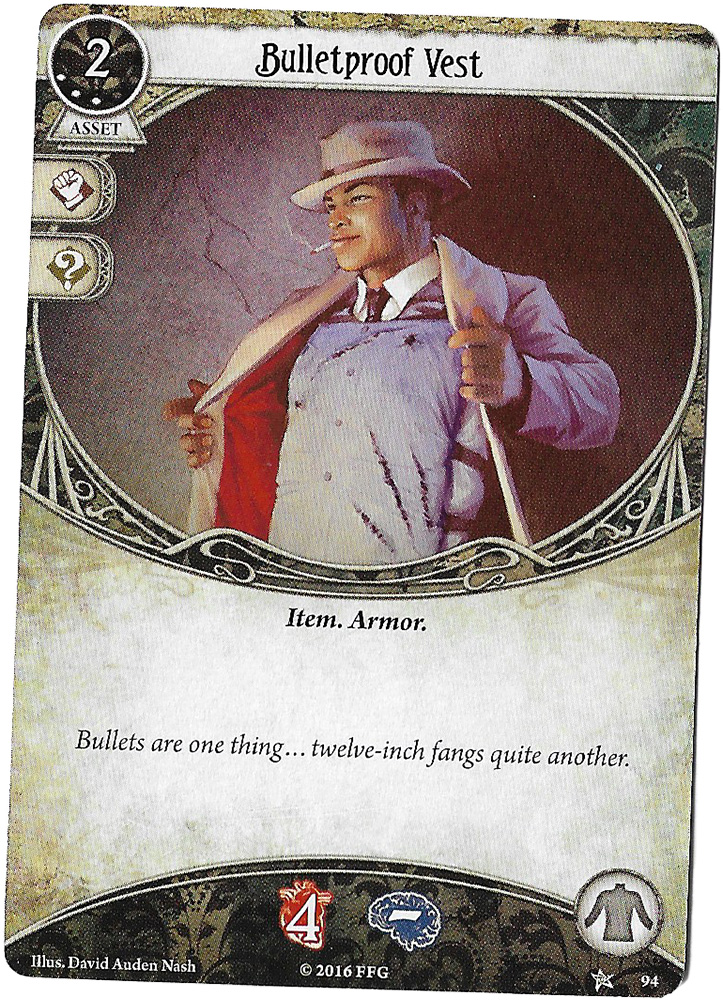 2
Bulletproof Vest
ASSET
?
Item. Armor.
Bullets are one thing… twelve-inch fangs quite another.
4
-
Illus. David Auden Nash
© 2016 FFG
94